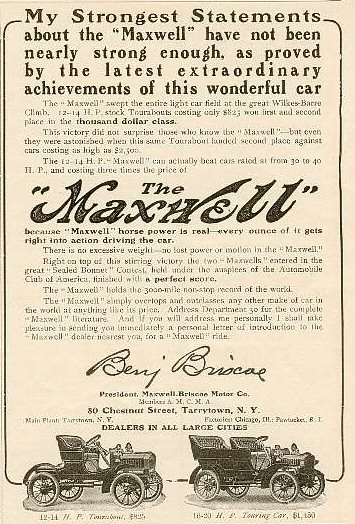 My Strongest Statements
about the "Maxwell" have not been
nearly strong enough, as proved
by the latest extraordinary
achievements of this wonderful car
The "Maxwell" swept the entire light car field at the great Wilkes-Barre
Climb. 12-14 H. P. stock Tourabouts costing only $825 won first and second
place in the thousand dollar class.
This victory did not surprise those who know the "Maxwell"—but even
they were astonished when this same Tourabout landed second place against
cars costing as high as $2,500.
The 12-14 H. P. "Maxwell" can actually beat cars rated at from 30 to 40
H. P., and costing three times the price of
The
"Maxwell"
because "Maxwell" horse power is real—every ounce of it gets
right into action driving the car.
There is no excessive weight—no lost power or motion in the "Maxwell."
Right on top of this stirring victory the two "Maxwells" entered in the
great "Sealed Bonnet" Contest, held under the auspices of the Automobile
Club of America, finished with a perfect score.
The "Maxwell" holds the 3000-mile non-stop record of the world.
The "Maxwell" simply overtops and outclasses any other make of car in
the world at anything like its price. Address Department 50 for the complete
"Maxwell" literature. And if you will address me personally I shall take
pleasure in sending you immediately a personal letter of introduction to the
"Maxwell" dealer nearest you, for a "Maxwell" ride.
Benj Briscoe
President, Maxwell-Briscoe Motor Co.
Members A. M. C. M. A.
80 Chestnut Street, Tarrytown, N. Y.
Main Plant: Tarrytown, N. Y. Factories: Chicago, Ill.; Pawtucket, R. I.
DEALERS IN ALL LARGE CITIES
12-14 H. P. Tourabout, $825
16-20 H. P. Touring Car, $1,450